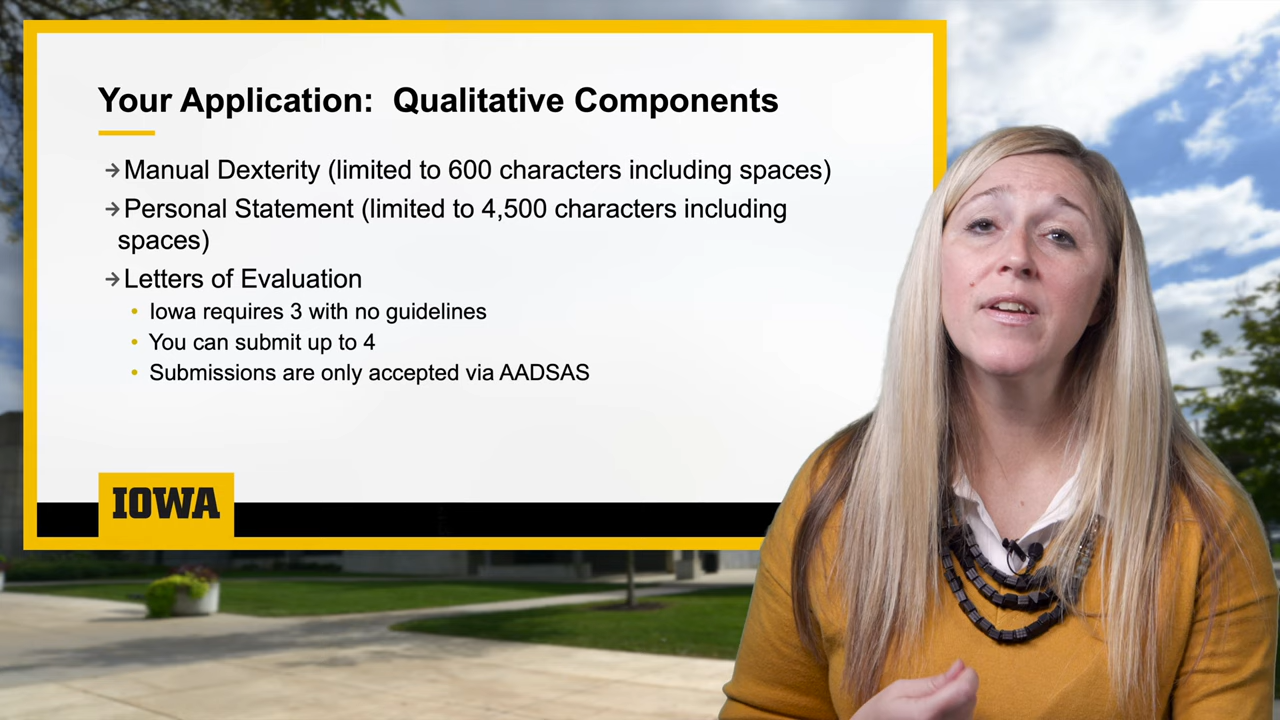 Your Application:  Qualitative Components
→Manual Dexterity (limited to 600 characters including spaces)
→Personal Statement (limited to 4,500 characters including
spaces)
→Letters of Evaluation
• Iowa requires 3 with no guidelines
• You can submit up to 4
• Submissions are only accepted via AADSAS
IOWA